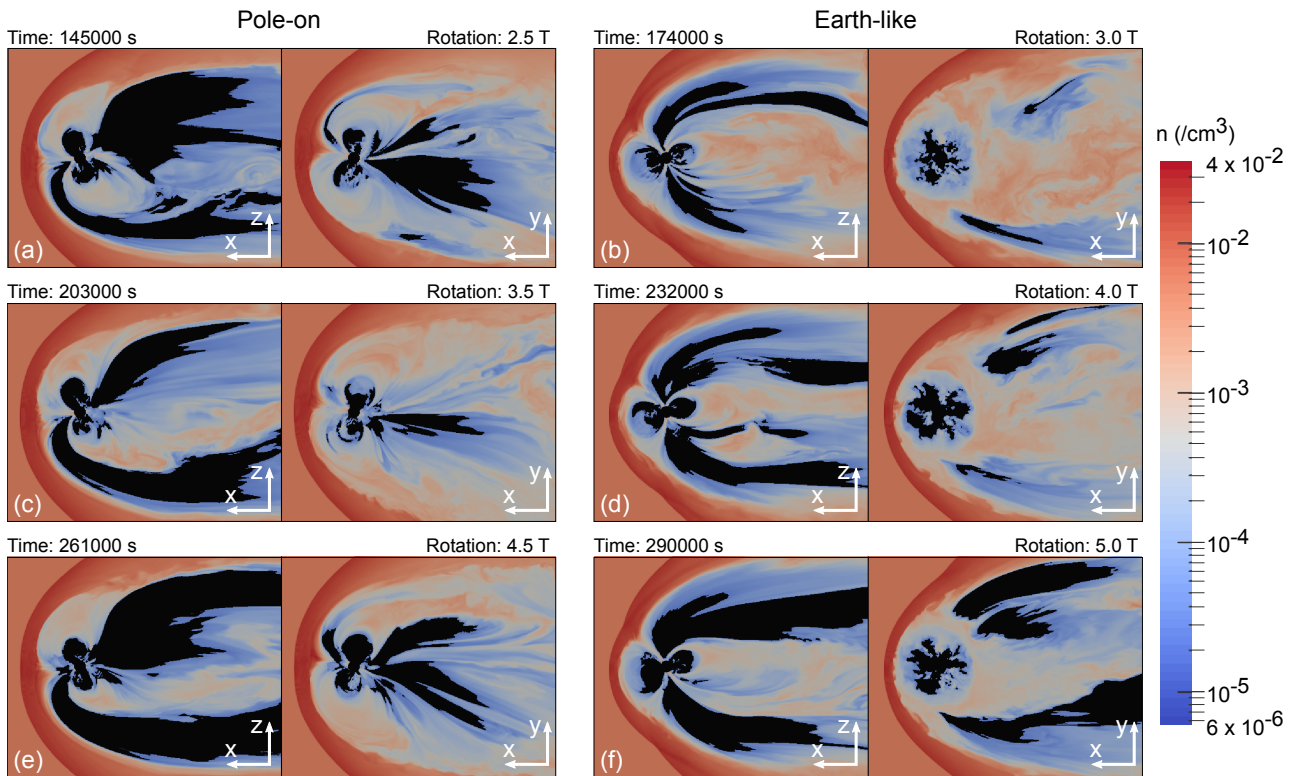 Pole-on
Earth-like
Time: 145000 s
Rotation: 2.5 T
Time: 174000 s
Rotation: 3.0 T
(a)
z
x
y
x
(b)
z
x
y
x
Time: 203000 s
Rotation: 3.5 T
Time: 232000 s
Rotation: 4.0 T
(c)
z
x
y
x
(d)
z
x
y
x
Time: 261000 s
Rotation: 4.5 T
Time: 290000 s
Rotation: 5.0 T
(e)
z
x
y
x
(f)
z
x
y
x
n (/cm³)
4 x 10⁻²
10⁻²
10⁻³
10⁻⁴
10⁻⁵
6 x 10⁻⁶